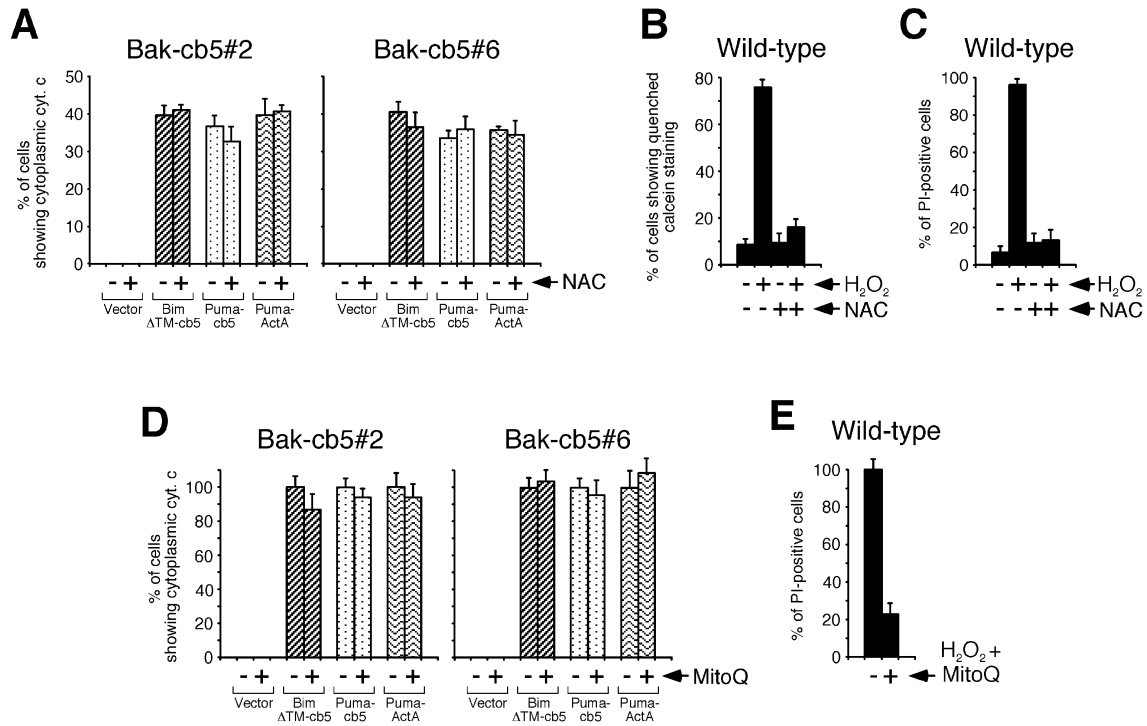 A
Bak-cb5#2
Bak-cb5#6
% of cells
showing cytoplasmic cyt. c
50
40
30
20
10
0
- + - + - + - +
- + - + - + - +
NAC
Vector
Bim
ΔTM-cb5
Puma-
cb5
Puma-
ActA
Vector
Bim
ΔTM-cb5
Puma-
cb5
Puma-
ActA
B
Wild-type
% of cells showing quenched
calcein staining
80
60
40
20
0
- + - +
H2O2
- - + +
NAC
C
Wild-type
% of PI-positive cells
100
80
60
40
20
0
- + - +
H2O2
- - + +
NAC
D
Bak-cb5#2
Bak-cb5#6
% of cells
showing cytoplasmic cyt. c
100
80
60
40
20
0
- + - + - + - +
- + - + - + - +
MitoQ
Vector
Bim
ΔTM-cb5
Puma-
cb5
Puma-
ActA
Vector
Bim
ΔTM-cb5
Puma-
cb5
Puma-
ActA
E
Wild-type
% of PI-positive cells
100
80
60
40
20
0
- +
H2O2 +
MitoQ